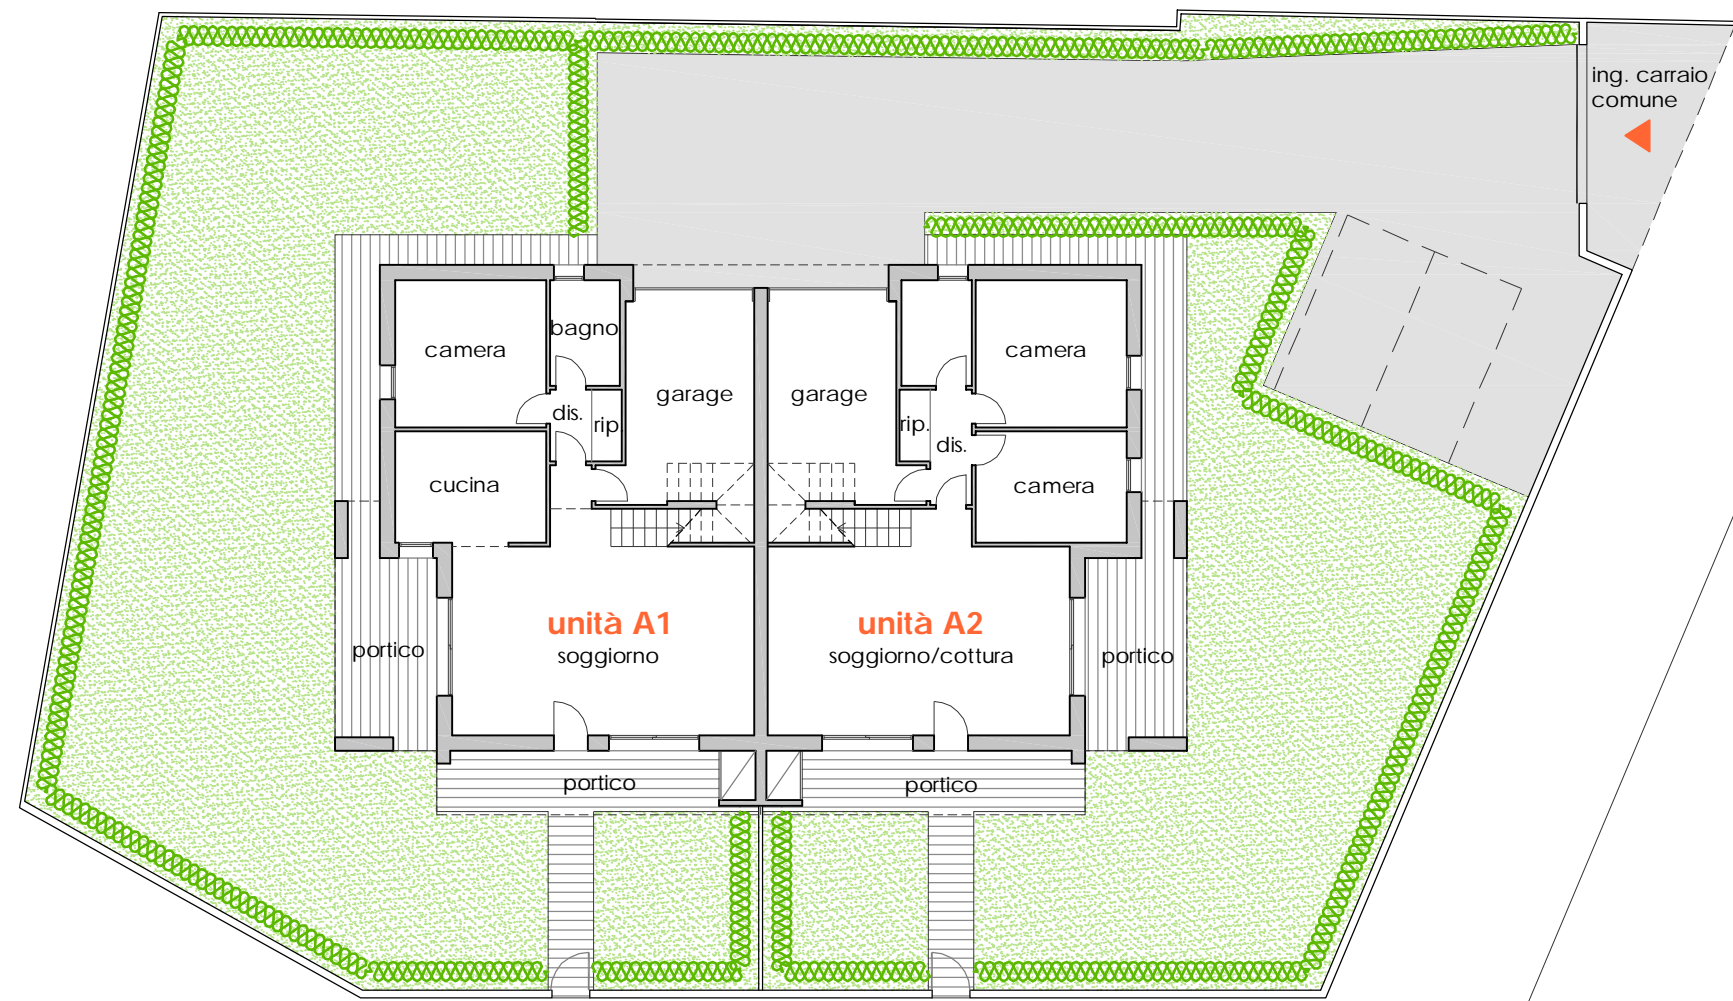 ing. carraio
comune
camera
bagno
garage
garage
camera
dis.
rip
rip.
dis.
cucina
camera
unità A1
soggiorno
unità A2
soggiorno/cottura
portico
portico
portico
portico